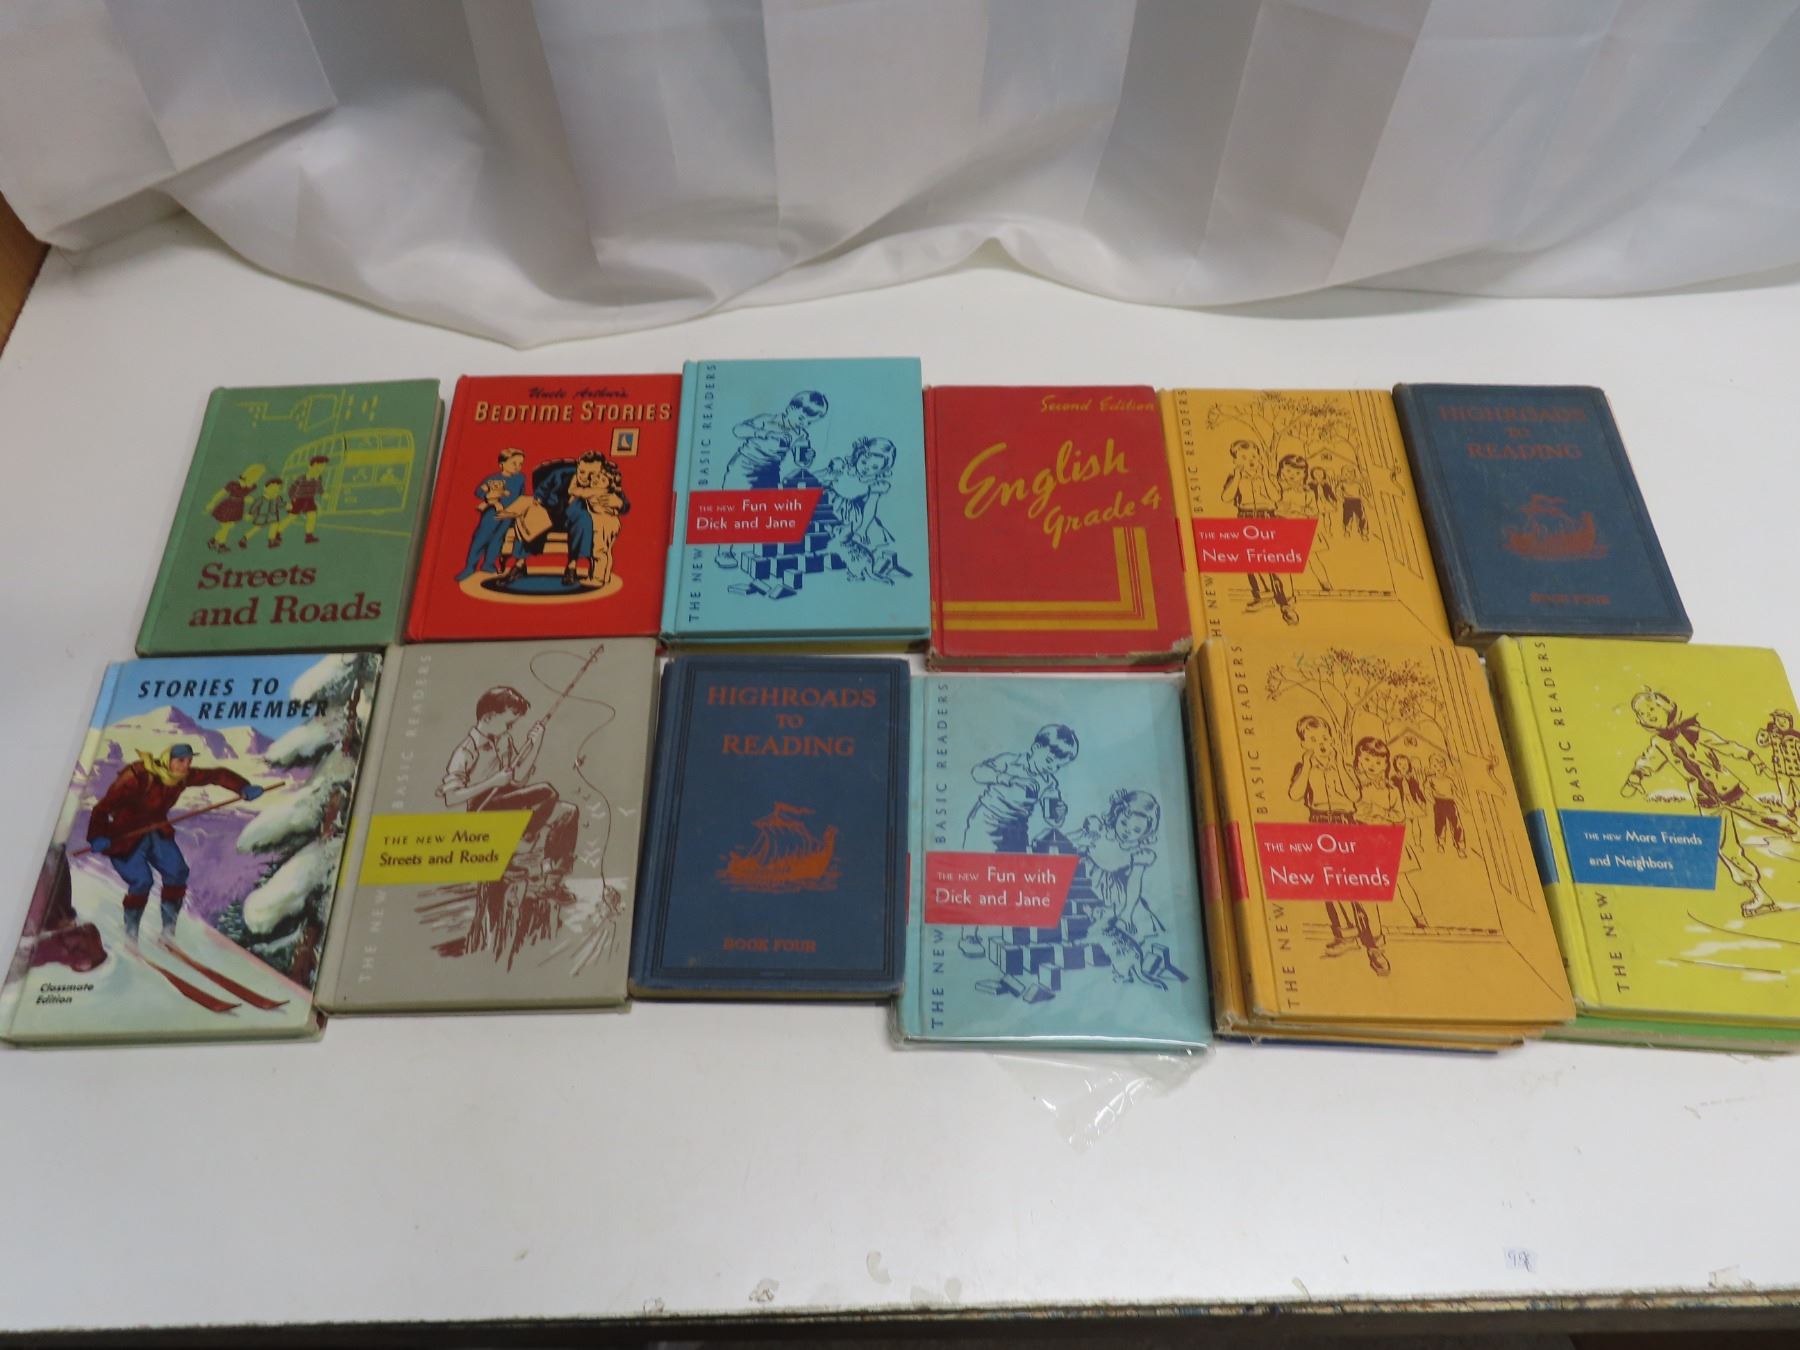 Streets
and Roads
Uncle Arthur's
BEDTIME STORIES
THE NEW BASIC READERS
THE NEW Fun with
Dick and Jane
Second Edition
English
Grade 4
THE NEW BASIC READERS
THE NEW Our
New Friends
HIGHROADS
TO
READING
BOOK FOUR
STORIES TO
REMEMBER
Classmate
Edition
THE NEW BASIC READERS
THE NEW More
Streets and Roads
HIGHROADS
TO
READING
BOOK FOUR
THE NEW BASIC READERS
THE NEW Fun with
Dick and Jane
THE NEW BASIC READERS
THE NEW Our
New Friends
THE NEW BASIC READERS
THE NEW More Friends
and Neighbors